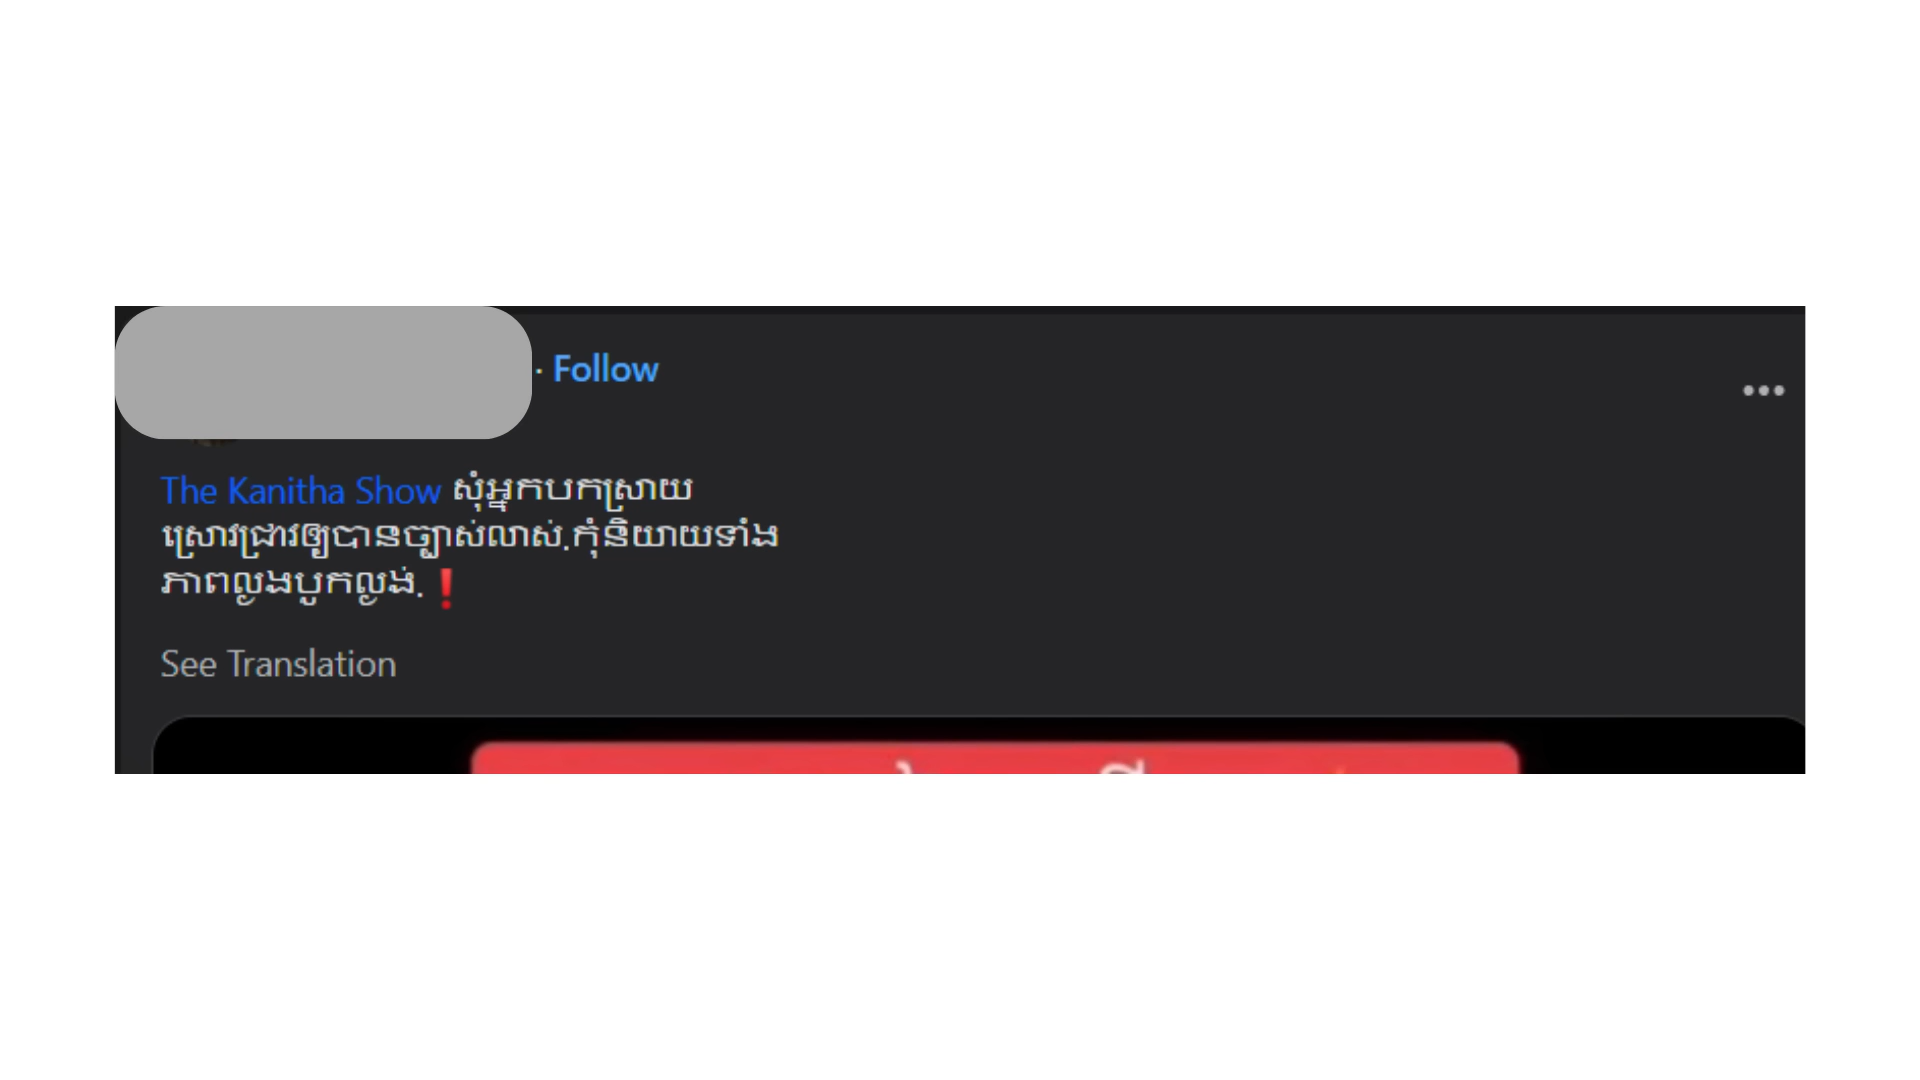 · Follow
The Kanitha Show សុំអ្នកបកស្រាយ
ស្រាវជ្រាវឲ្យបានច្បាស់លាស់.កុំនិយាយទាំង
ភាពល្ងងបូកល្ងង់.❗
See Translation